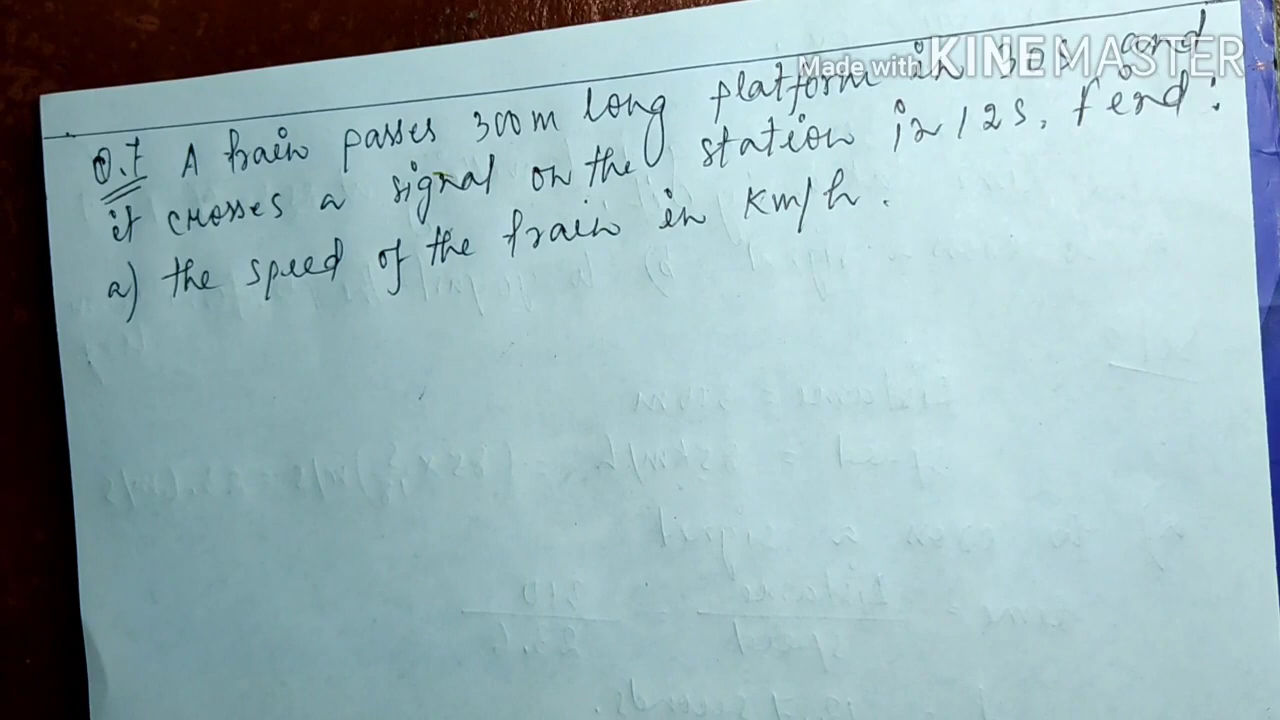 Made with KINEMASTER
Q.7 A train passes 300m long platform in 30s and
it crosses a signal on the station in 12s. Find:
a) the speed of the train in Km/h.